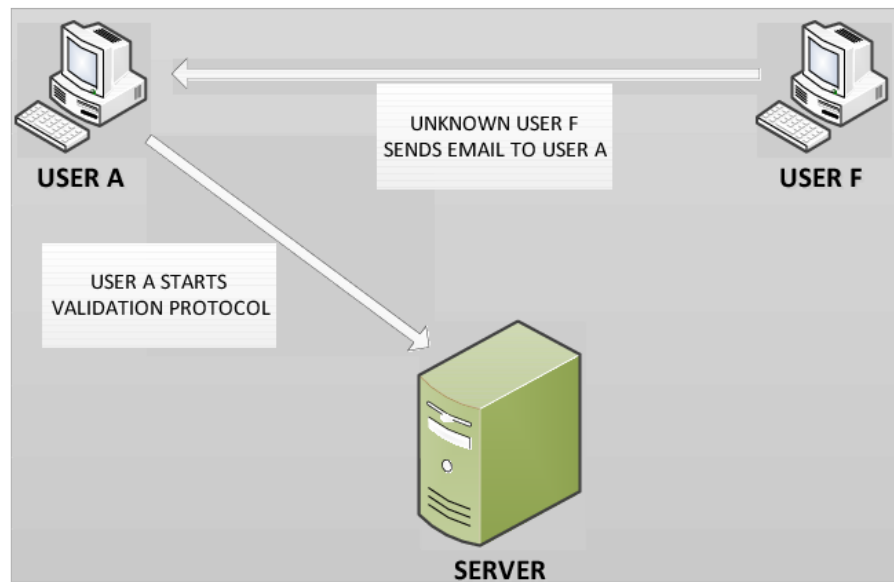 UNKNOWN USER F
SENDS EMAIL TO USER A
USER A
USER F
USER A STARTS
VALIDATION PROTOCOL
SERVER